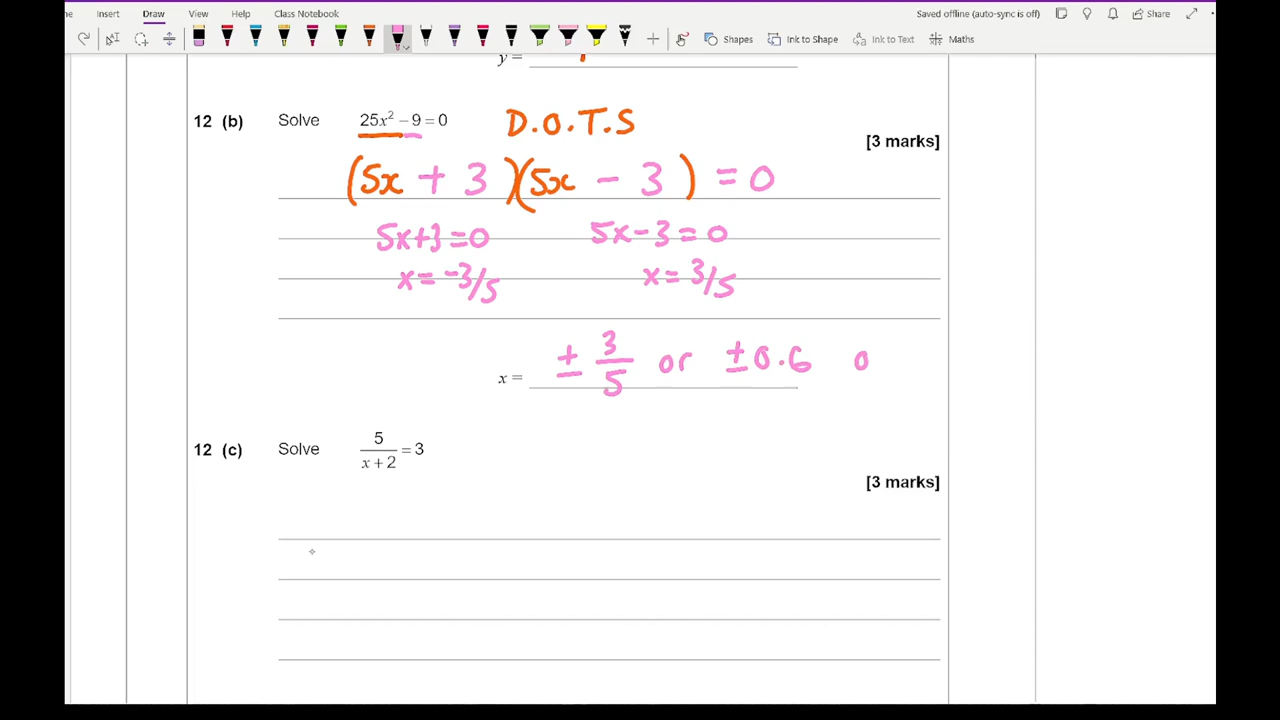 Insert Draw View Help Class Notebook Saved offline (auto-sync is off) Share
Shapes Ink to Shape Ink to Text Maths
y =
12 (b) Solve 25x² – 9 = 0 D.O.T.S
[3 marks]
(5x + 3)(5x - 3) = 0
5x+3=0 5x-3=0
x= -3/5 x= 3/5
x = ± 3/5 or ± 0.6 o
12 (c) Solve 5/(x + 2) = 3
[3 marks]